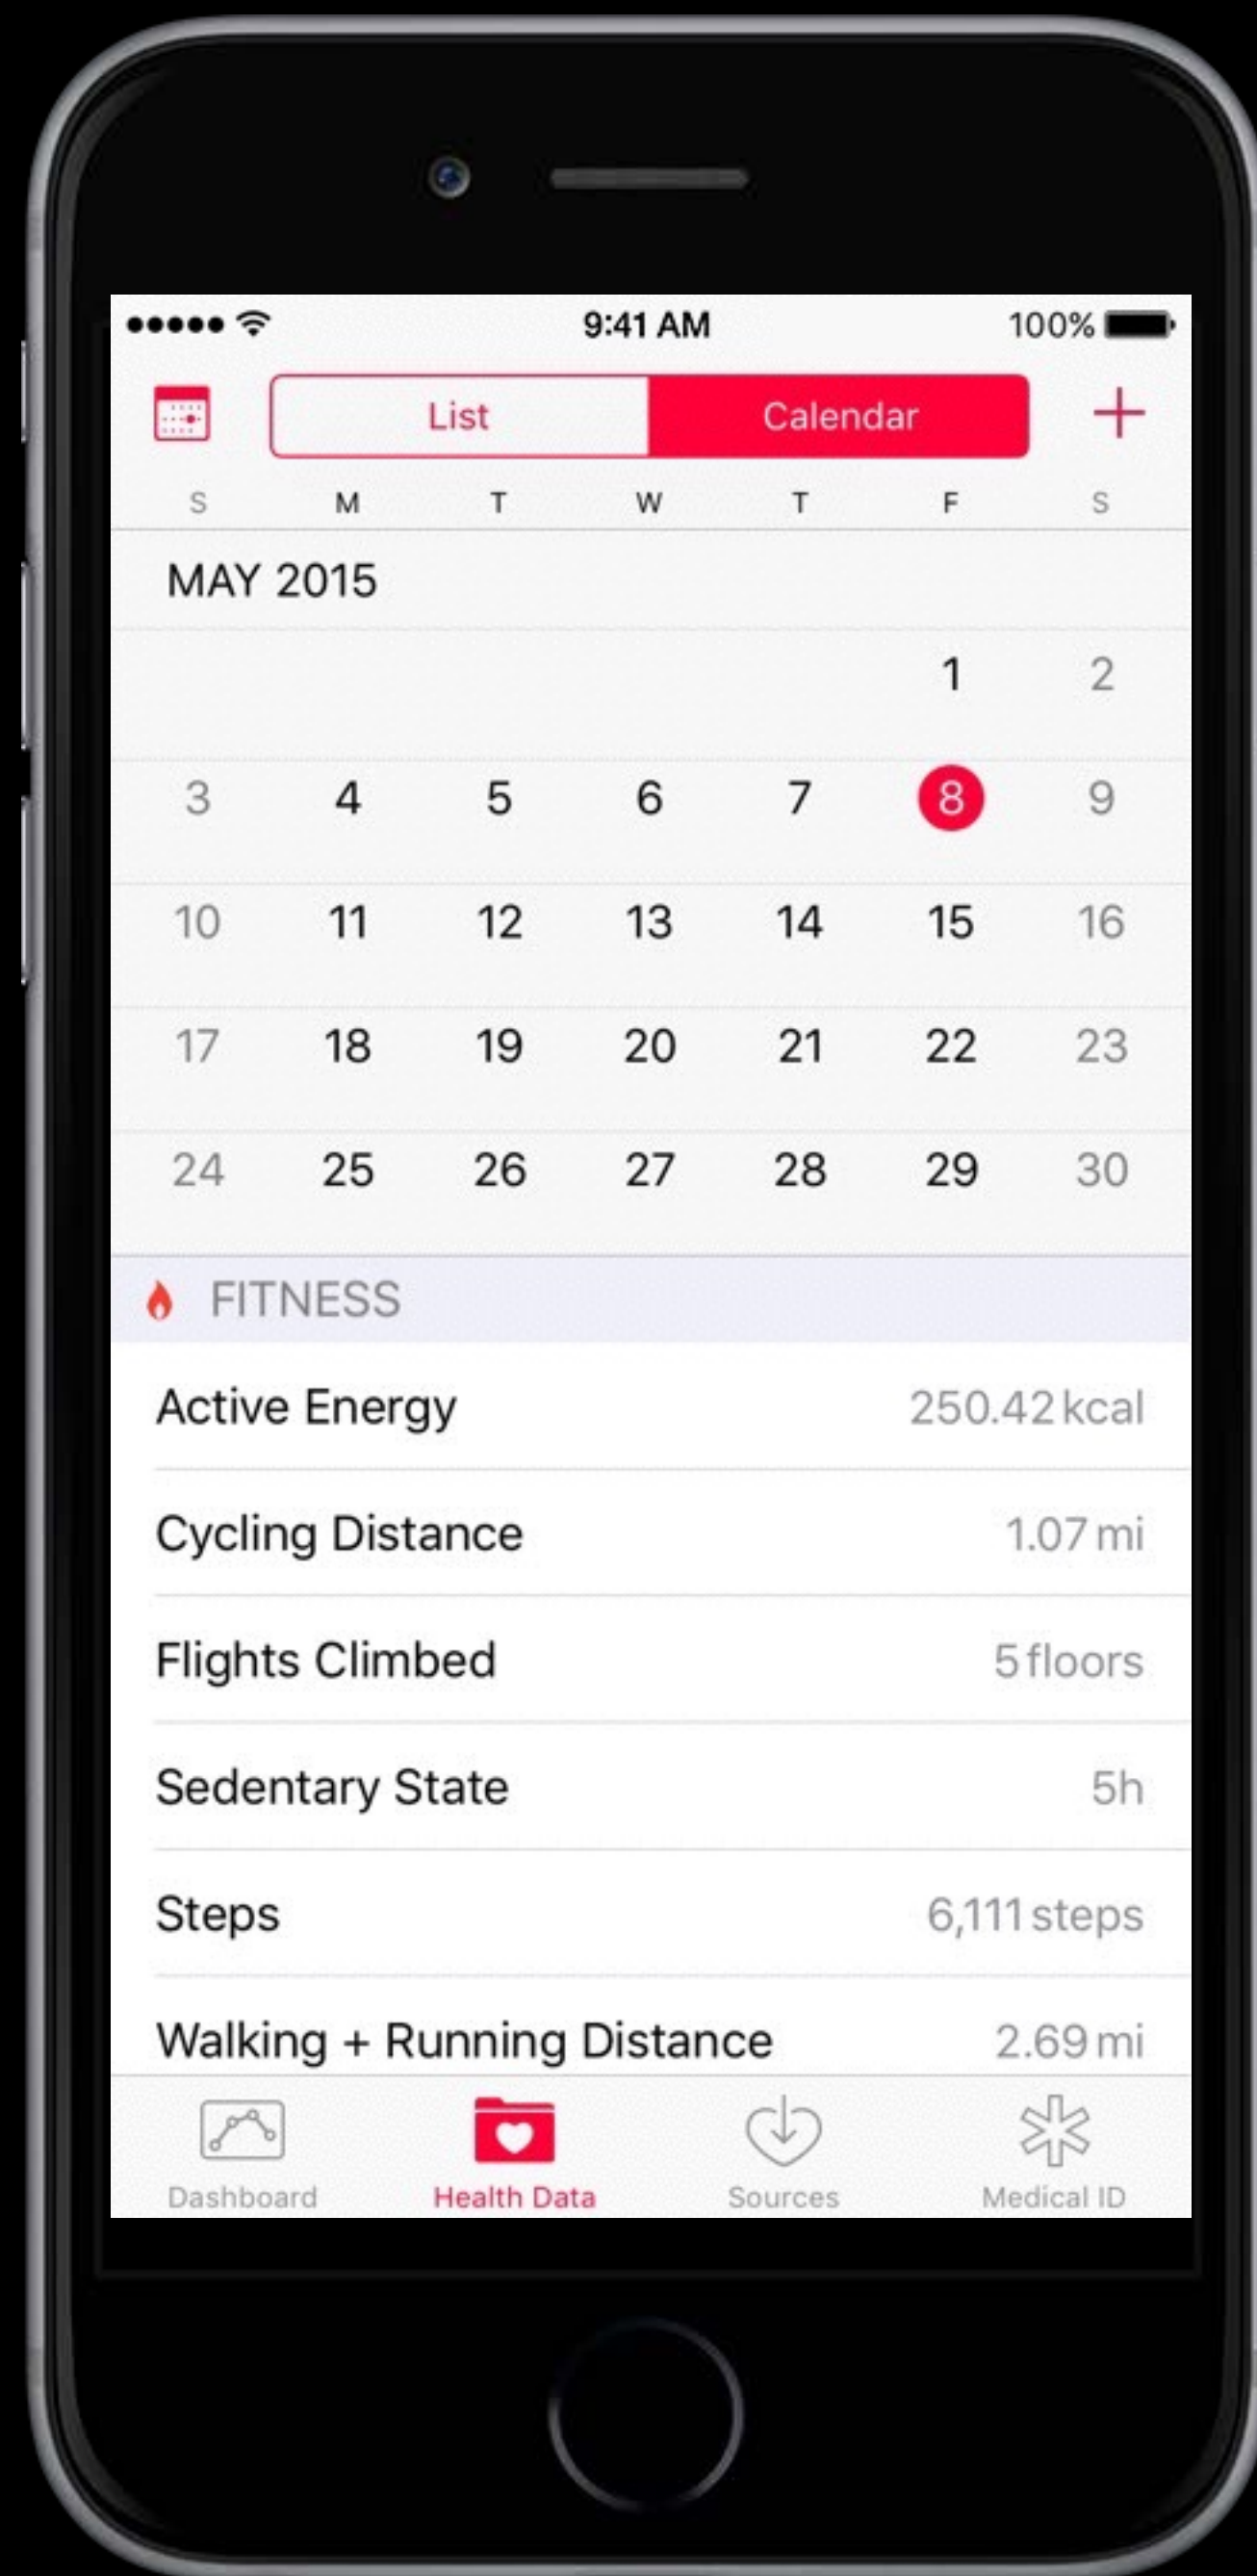 9:41 AM 100%
List Calendar
S M T W T F S
MAY 2015
1 2
3 4 5 6 7 8 9
10 11 12 13 14 15 16
17 18 19 20 21 22 23
24 25 26 27 28 29 30
FITNESS
Active Energy 250.42 kcal
Cycling Distance 1.07 mi
Flights Climbed 5 floors
Sedentary State 5h
Steps 6,111 steps
Walking + Running Distance 2.69 mi
Dashboard Health Data Sources Medical ID